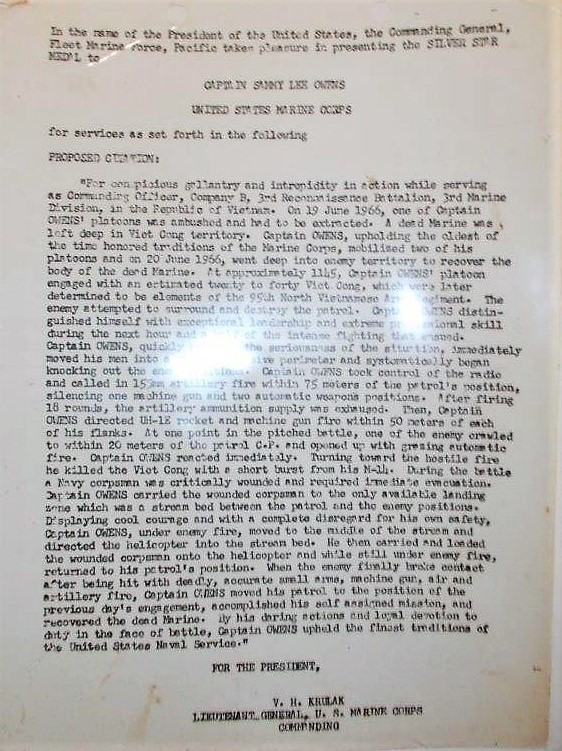 In the name of the President of the United States, the Commanding General,
Fleet Marine Force, Pacific takes pleasure in presenting the SILVER STAR
MEDAL to
CAPTAIN SAMMY LEE OWENS
UNITED STATES MARINE CORPS
for services as set forth in the following
PROPOSED CITATION:
"For conspicious gallantry and intropidity in action while serving
as Commanding Officer, Company B, 3rd Reconnaissance Battalion, 3rd Marine
Division, in the Republic of Vietnam. On 19 June 1966, one of Captain
OWENS' platoons was ambushed and had to be extracted. A dead Marine was
left deep in Viet Cong territory. Captain OWENS, upholding the oldest of
the time honored traditions of the Marine Corps, mobilized two of his
platoons and on 20 June 1966, went deep into enemy territory to recover the
body of the dead Marine. At approximately 1145, Captain OWENS' platoon
engaged with an estimated twenty to forty Viet Cong, which were later
determined to be elements of the 95th North Vietnamese Regiment. The
enemy attempted to surround and destroy the patrol. distin-
guished himself with exceptional leadership and extreme skill
during the next hour and of the intense fighting that ensued.
Captain OWENS, the seriousness of the situation, immediately
moved his men into a perimeter and systematically began
knocking out the Captain OWENS took control of the radio
and called in artillery fire within 75 meters of the patrol's position,
silencing one machine gun and two automatic weapons positions. After firing
18 rounds, the artillery ammunition supply was exhaused. Then, Captain
OWENS directed UH-1E rocket and machine gun fire within 50 meters of each
of his flanks. At one point in the pitched battle, one of the enemy crawled
to within 20 meters of the patrol C.P. and opened up with grazing automatic
fire. Captain OWENS reacted immediately. Turning toward the hostile fire
he killed the Viet Cong with a short burst from his M-14. During the battle
a Navy corpsman was critically wounded and required immediate evacuation.
Captain OWENS carried the wounded corpsman to the only available landing
zone which was a stream bed between the patrol and the enemy positions.
Displaying cool courage and with a complete disregard for his own safety,
Captain OWENS, under enemy fire, moved to the middle of the stream and
directed the helicopter into the stream bed. He then carried and loaded
the wounded corpsman onto the helicopter and while still under enemy fire,
returned to his patrol's position. When the enemy finally broke contact
after being hit with deadly, accurate small arms, machine gun, air and
artillery fire, Captain OWENS moved his patrol to the position of the
previous day's engagement, accomplished his self assigned mission, and
recovered the dead Marine. By his daring actions and loyal devotion to
duty in the face of battle, Captain OWENS upheld the finest traditions of
the United States Naval Service."
FOR THE PRESIDENT,
V. H. KRULAK
LIEUTENANT GENERAL, U. S. MARINE CORPS
COMMANDING